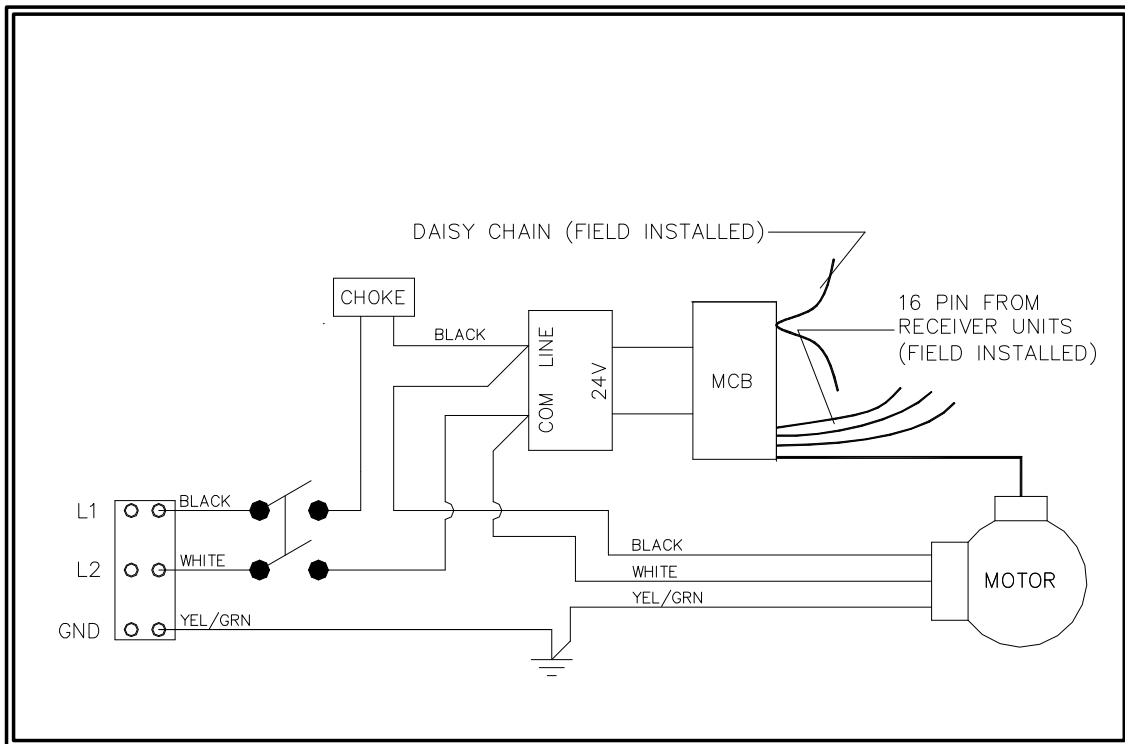 DAISY CHAIN (FIELD INSTALLED)
CHOKE
16 PIN FROM
RECEIVER UNITS
(FIELD INSTALLED)
BLACK
LINE
COM
24V
MCB
L1
BLACK
L2
WHITE
GND
YEL/GRN
BLACK
WHITE
YEL/GRN
MOTOR